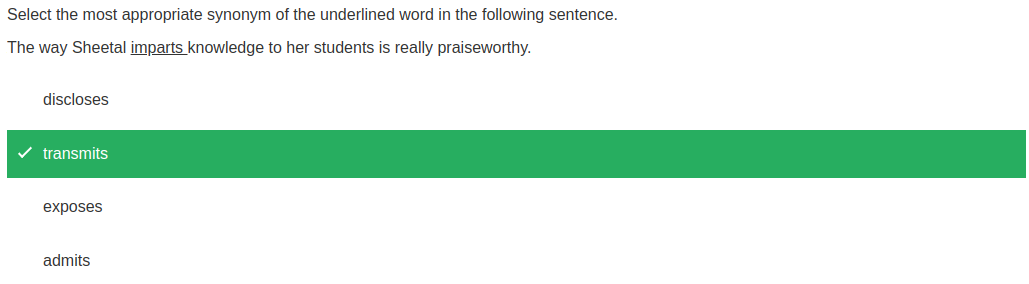 Select the most appropriate synonym of the underlined word in the following sentence.
The way Sheetal imparts knowledge to her students is really praiseworthy.
discloses
transmits
exposes
admits